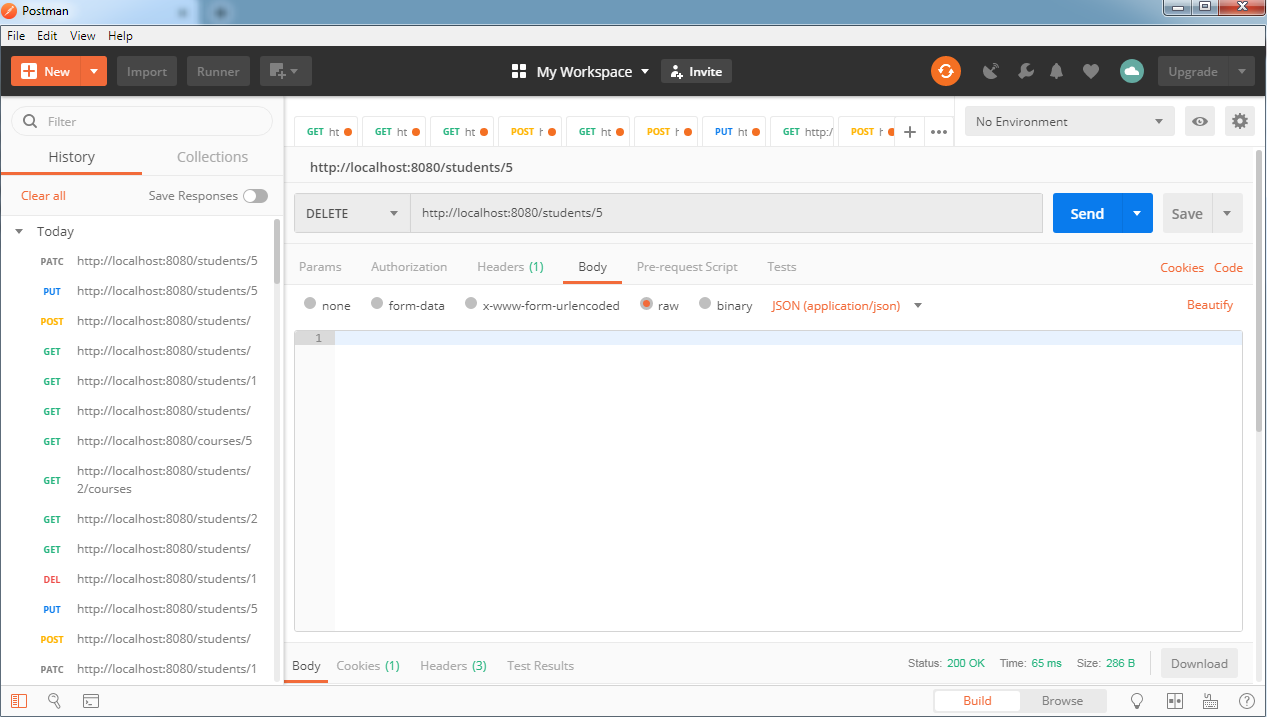 Postman
File Edit View Help
New Import Runner My Workspace Invite Upgrade
Filter
History Collections
Clear all Save Responses
Today
PATC http://localhost:8080/students/5
PUT http://localhost:8080/students/5
POST http://localhost:8080/students/
GET http://localhost:8080/students/
GET http://localhost:8080/students/1
GET http://localhost:8080/students/
GET http://localhost:8080/courses/5
GET http://localhost:8080/students/
2/courses
GET http://localhost:8080/students/2
GET http://localhost:8080/students/
DEL http://localhost:8080/students/1
PUT http://localhost:8080/students/5
POST http://localhost:8080/students/
PATC http://localhost:8080/students/1
GET ht GET ht GET ht POST h GET ht POST h PUT ht GET http:/ POST h
No Environment
http://localhost:8080/students/5
DELETE http://localhost:8080/students/5 Send Save
Params Authorization Headers (1) Body Pre-request Script Tests Cookies Code
none form-data x-www-form-urlencoded raw binary JSON (application/json) Beautify
1
Body Cookies (1) Headers (3) Test Results Status: 200 OK Time: 65 ms Size: 286 B Download
Build Browse